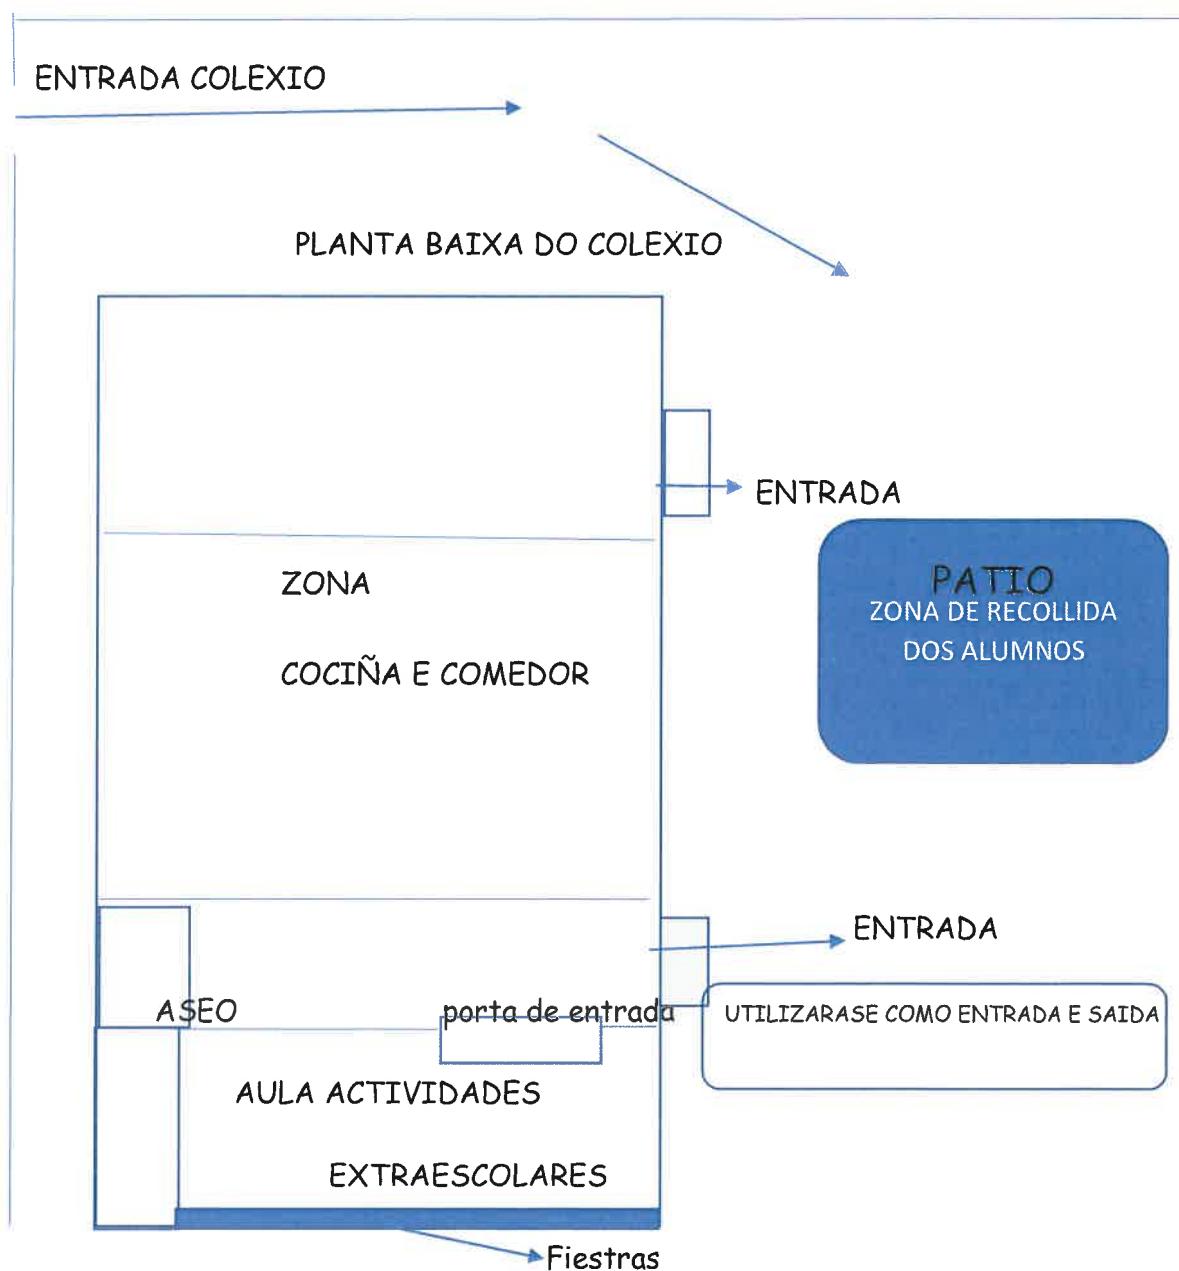 ENTRADA COLEXIO
PLANTA BAIXA DO COLEXIO
ENTRADA
ZONA
COCIÑA E COMEDOR
PATIO
ZONA DE RECOLLIDA
DOS ALUMNOS
ENTRADA
ASEO
porta de entrada
UTILIZARASE COMO ENTRADA E SAIDA
AULA ACTIVIDADES
EXTRAESCOLARES
Fiestras